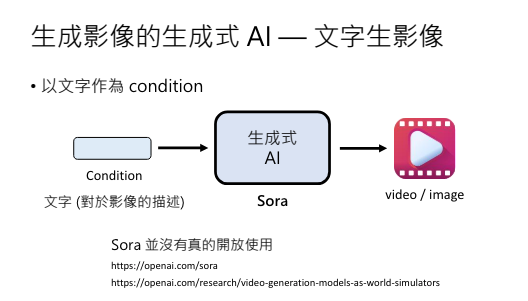 生成影像的生成式 AI — 文字生影像
• 以文字作為 condition
生成式
AI
Condition
文字 (對於影像的描述)
Sora
video / image
Sora 並沒有真的開放使用
https://openai.com/sora
https://openai.com/research/video-generation-models-as-world-simulators